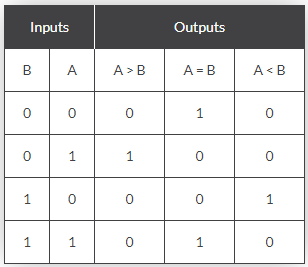 Inputs Outputs
B A A > B A = B A < B
0 0 0 1 0
0 1 1 0 0
1 0 0 0 1
1 1 0 1 0